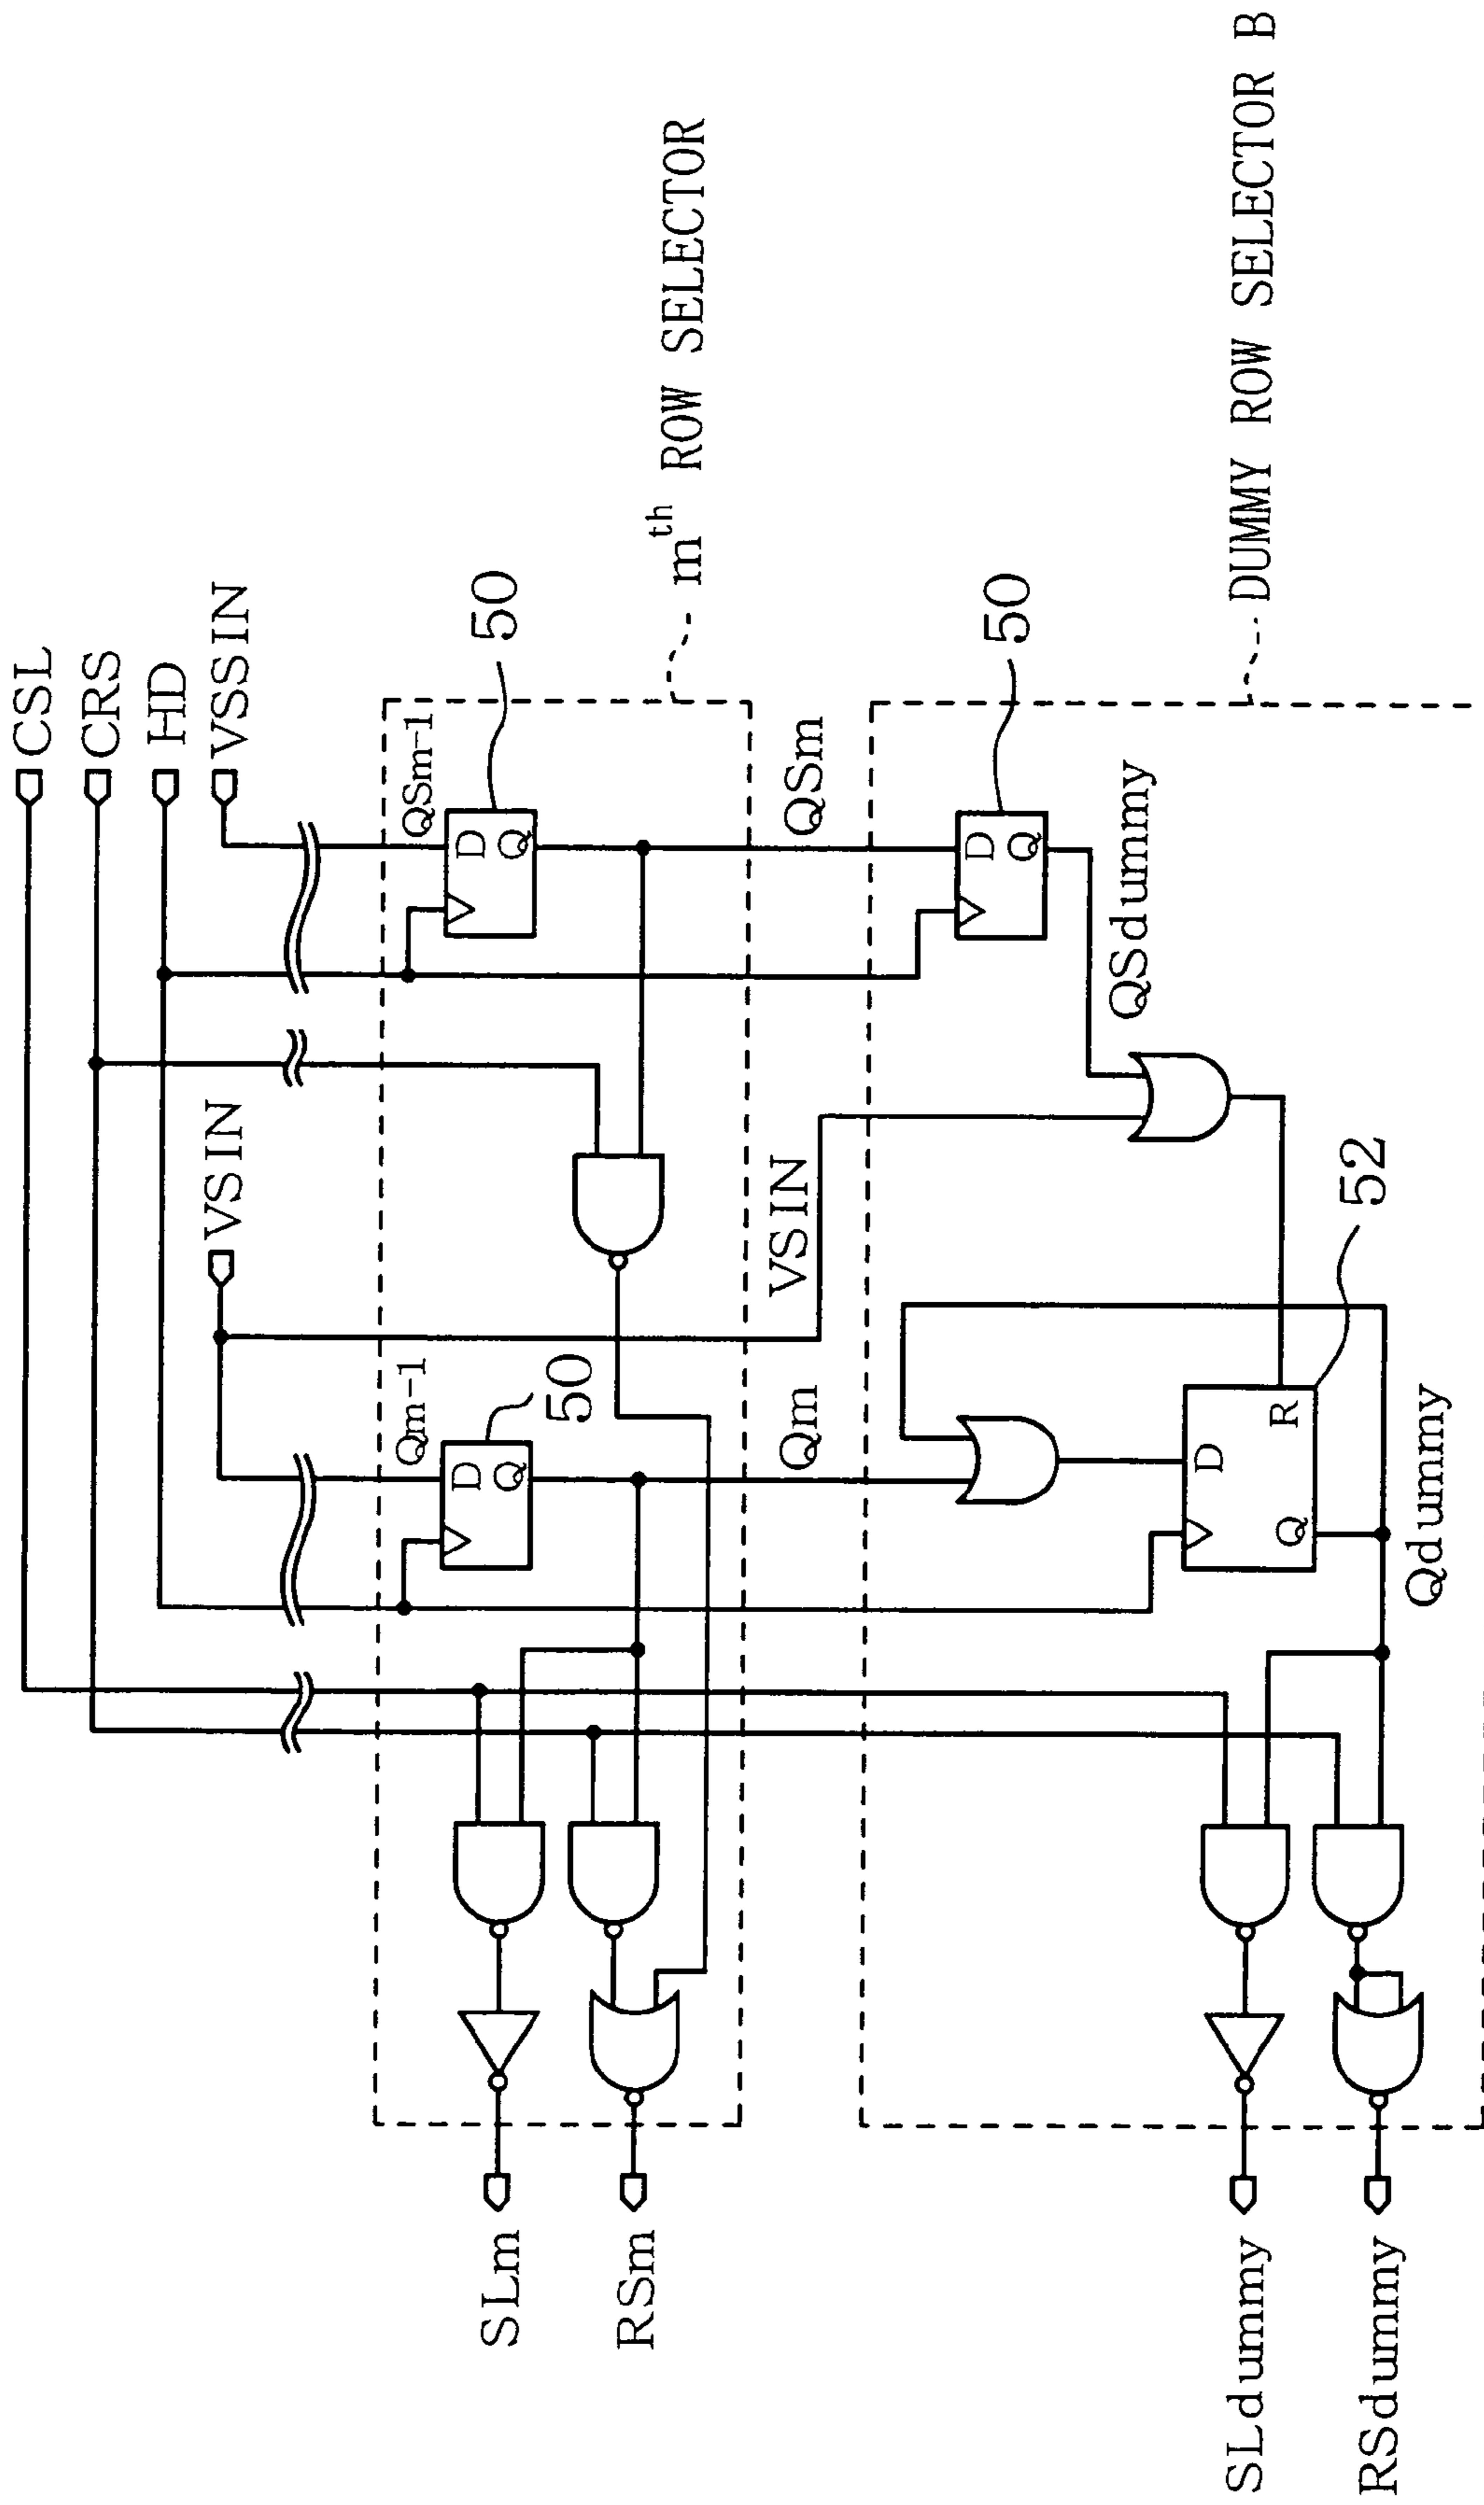 CSL
CRS
HD
VSSIN
VSIN
QSm-1
D
Q
50
mth ROW SELECTOR
Qm-1
D
Q
50
SLm
RSm
QSm
VSIN
Qm
D
Q
50
QSdummy
DUMMY ROW SELECTOR B
D
R
Q
52
Qdummy
SLdummy
RSdummy